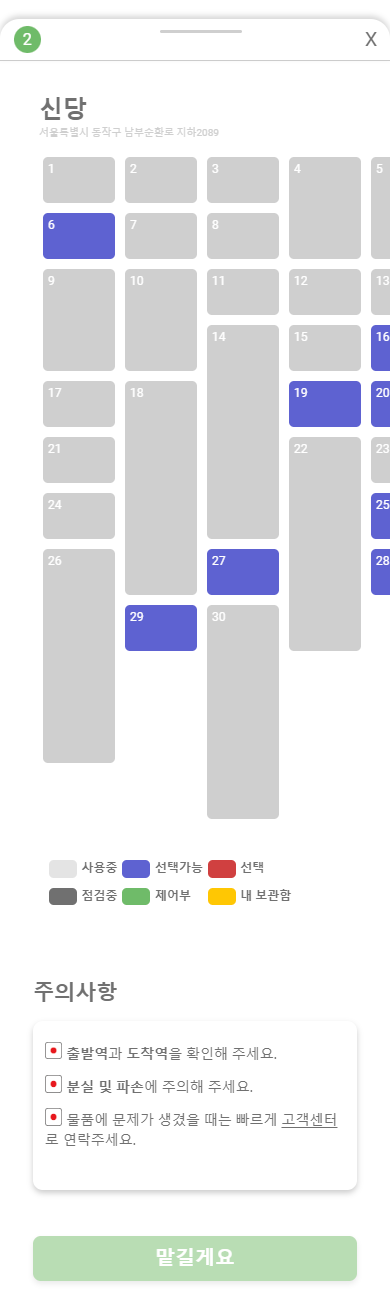 2
X
신당
서울특별시 동작구 남부순환로 지하2089
1 2 3 4 5
6 7 8
9 10 11 12 13
14 15 16
17 18 19 20
21 22 23
24 25
26 27 28
29 30
사용중 선택가능 선택
점검중 제어부 내 보관함
주의사항
출발역과 도착역을 확인해 주세요.
분실 및 파손에 주의해 주세요.
물품에 문제가 생겼을 때는 빠르게 고객센터
로 연락주세요.
맡길게요